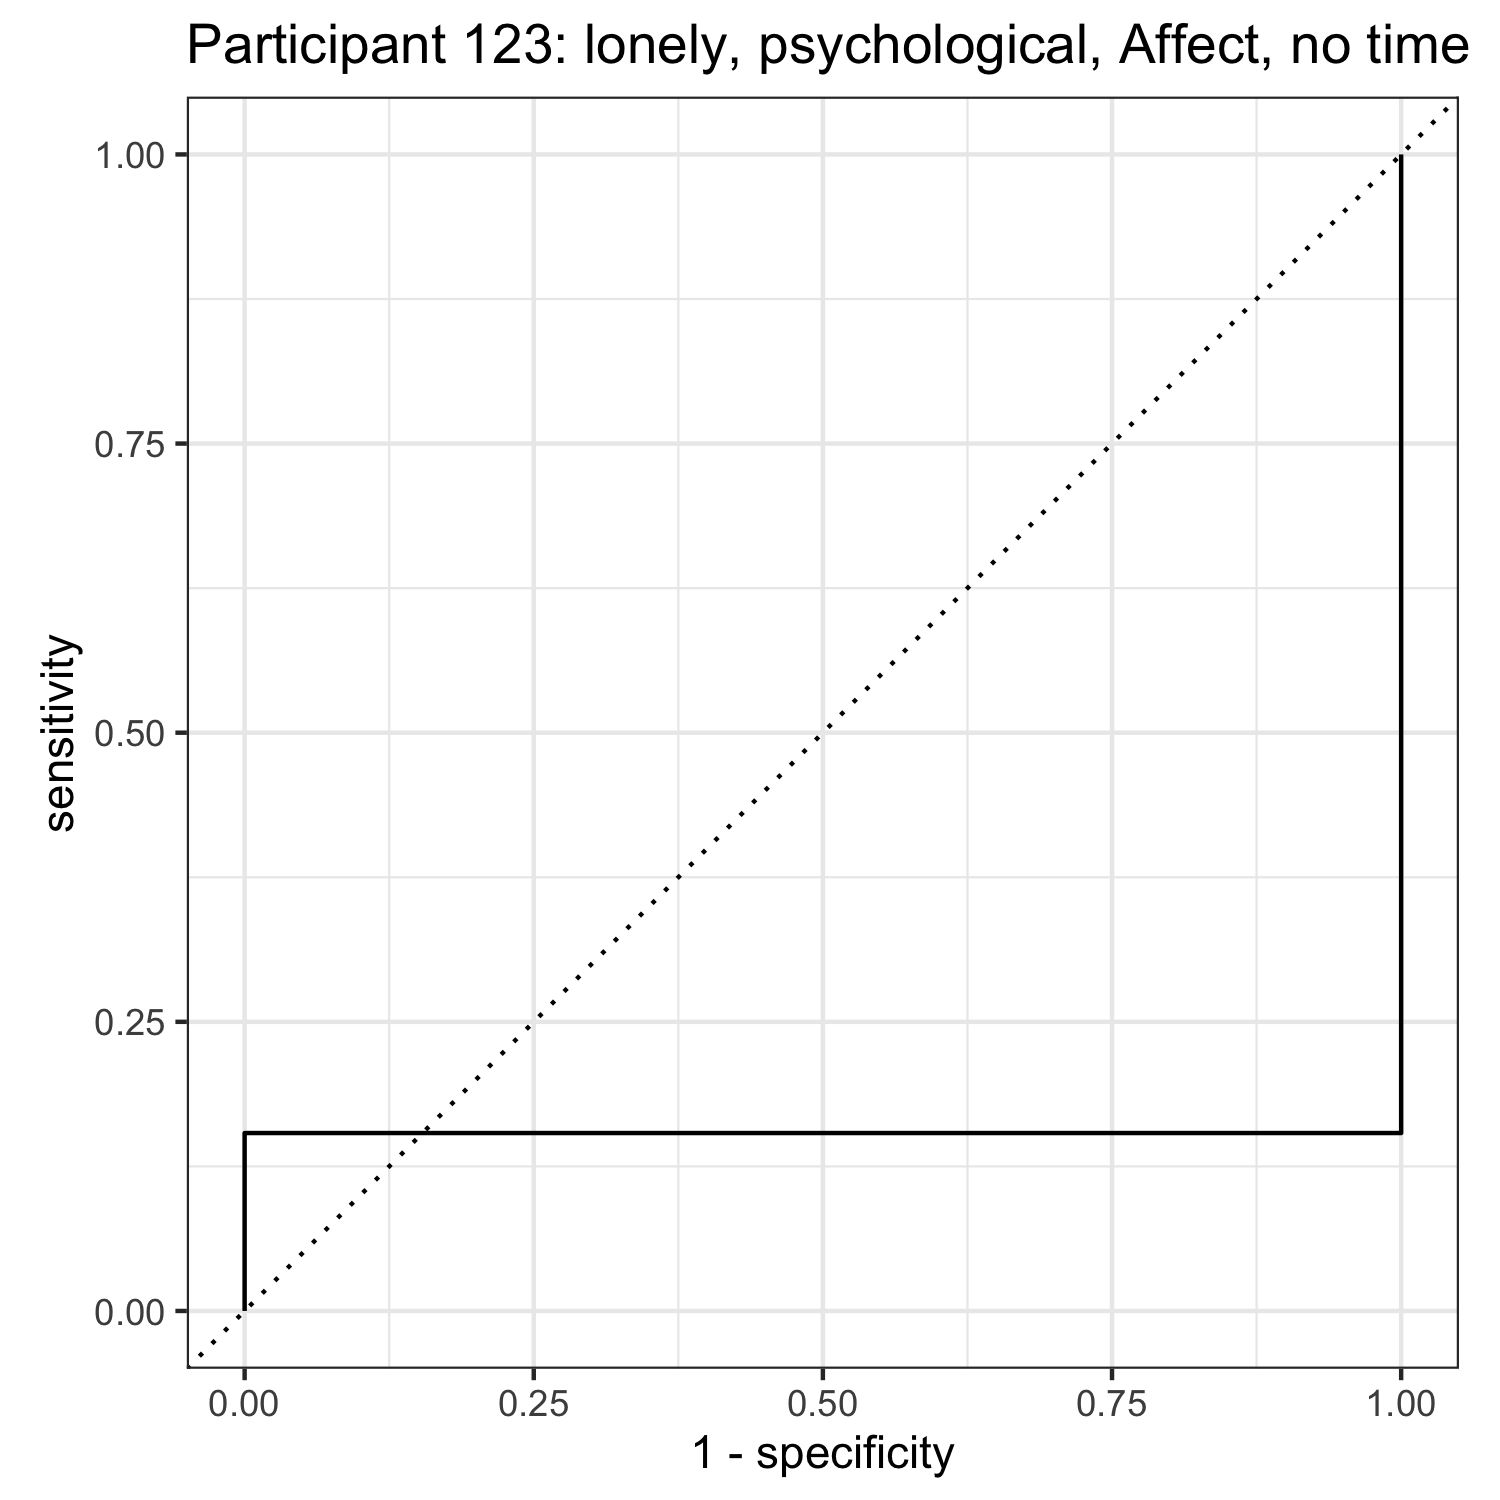 Participant 123: lonely, psychological, Affect, no time
1.00
0.75
0.50
0.25
0.00
sensitivity
0.00 0.25 0.50 0.75 1.00
1 - specificity